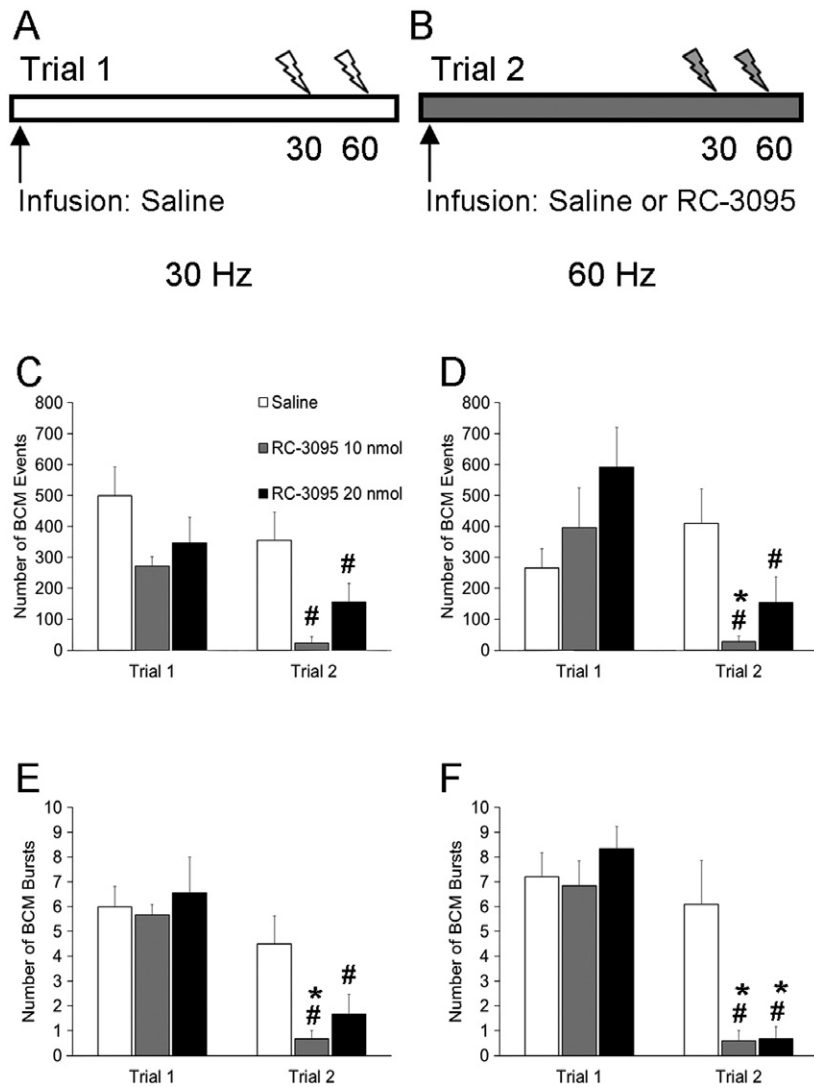 A
Trial 1
30 60
Infusion: Saline
B
Trial 2
30 60
Infusion: Saline or RC-3095
30 Hz
60 Hz
C
Number of BCM Events
800
700
600
500
400
300
200
100
0
Saline
RC-3095 10 nmol
RC-3095 20 nmol
#
#
Trial 1
Trial 2
D
Number of BCM Events
800
700
600
500
400
300
200
100
0
*
#
#
Trial 1
Trial 2
E
Number of BCM Bursts
10
9
8
7
6
5
4
3
2
1
0
*
#
#
Trial 1
Trial 2
F
Number of BCM Bursts
10
9
8
7
6
5
4
3
2
1
0
* *
# #
Trial 1
Trial 2